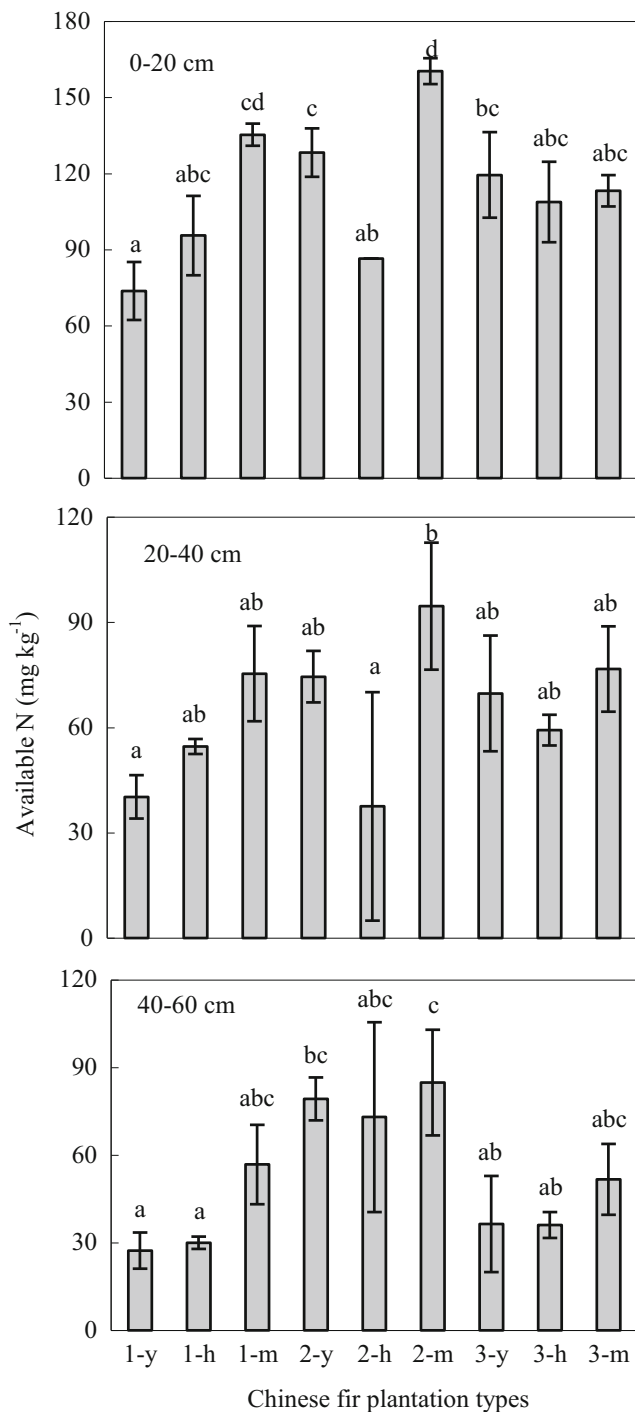 180
0-20 cm
d
150
cd
c
bc
abc
abc
abc
120
a
ab
90
60
30
0
120
20-40 cm
b
ab
ab
ab
ab
90
a
ab
ab
a
60
30
0
Available N (mg kg-1)
120
40-60 cm
abc
c
bc
90
abc
abc
ab
ab
60
a
a
30
0
1-y 1-h 1-m 2-y 2-h 2-m 3-y 3-h 3-m
Chinese fir plantation types